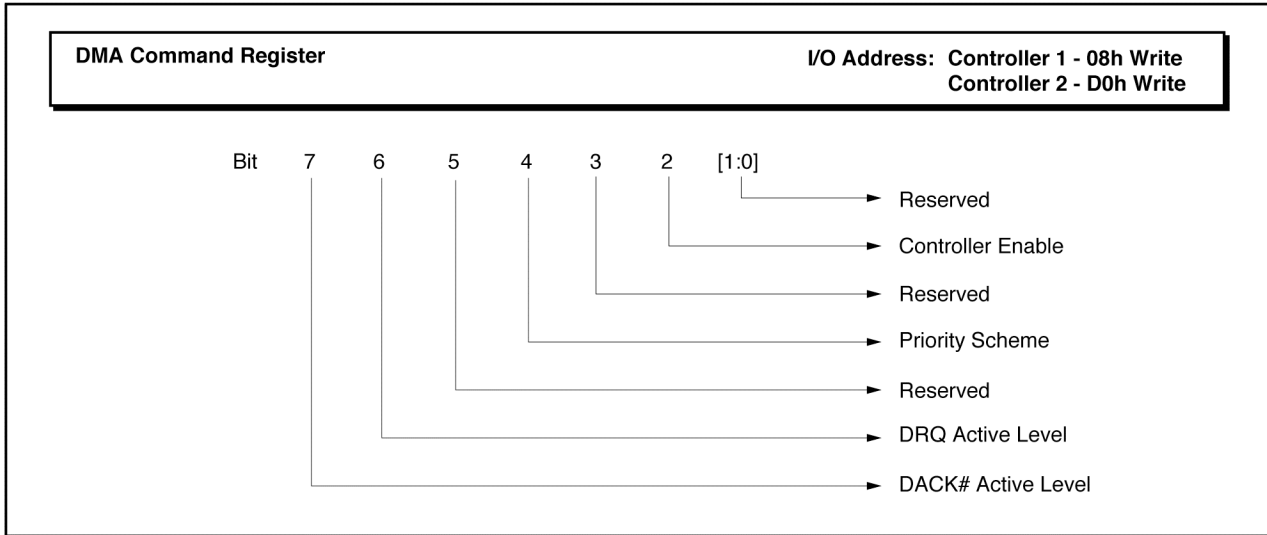 DMA Command Register
I/O Address: Controller 1 - 08h Write
Controller 2 - D0h Write
Bit 7 6 5 4 3 2 [1:0]
Reserved
Controller Enable
Reserved
Priority Scheme
Reserved
DRQ Active Level
DACK# Active Level